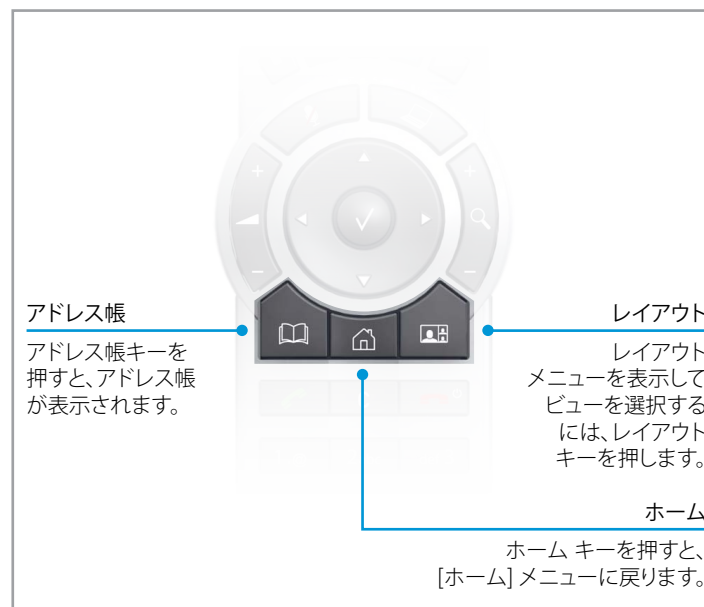 アドレス帳
アドレス帳キーを
押すと、アドレス帳
が表示されます。
レイアウト
レイアウト
メニューを表示して
ビューを選択する
には、レイアウト
キーを押します。
ホーム
ホーム キーを押すと、
[ホーム] メニューに戻ります。